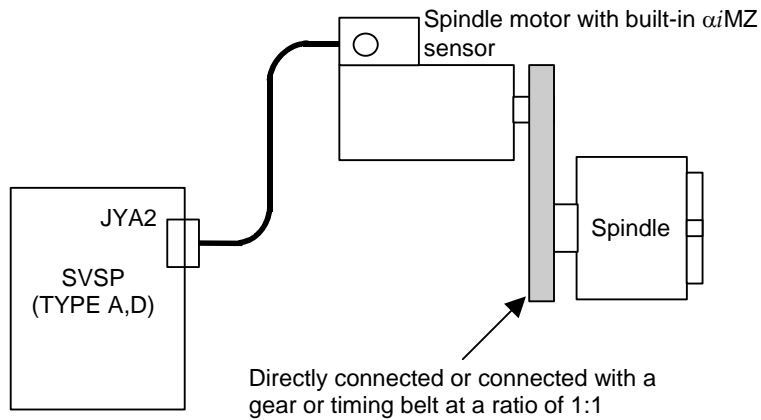 Spindle motor with built-in αiMZ
sensor
JYA2
SVSP
(TYPE A,D)
Spindle
Directly connected or connected with a
gear or timing belt at a ratio of 1:1